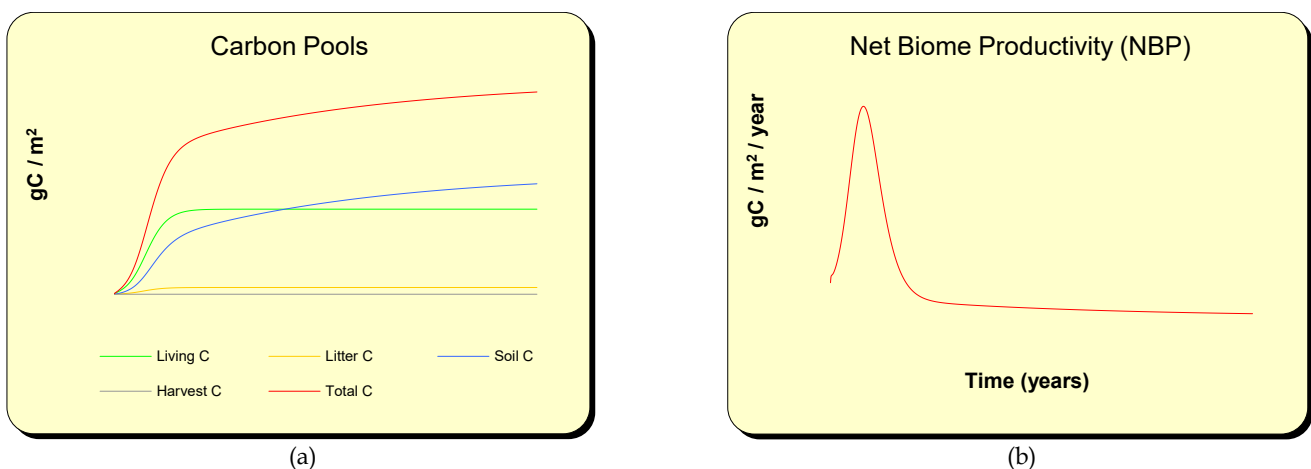 Carbon Pools
gC / m²
Living C
Litter C
Soil C
Harvest C
Total C
(a)
Net Biome Productivity (NBP)
gC / m² / year
Time (years)
(b)